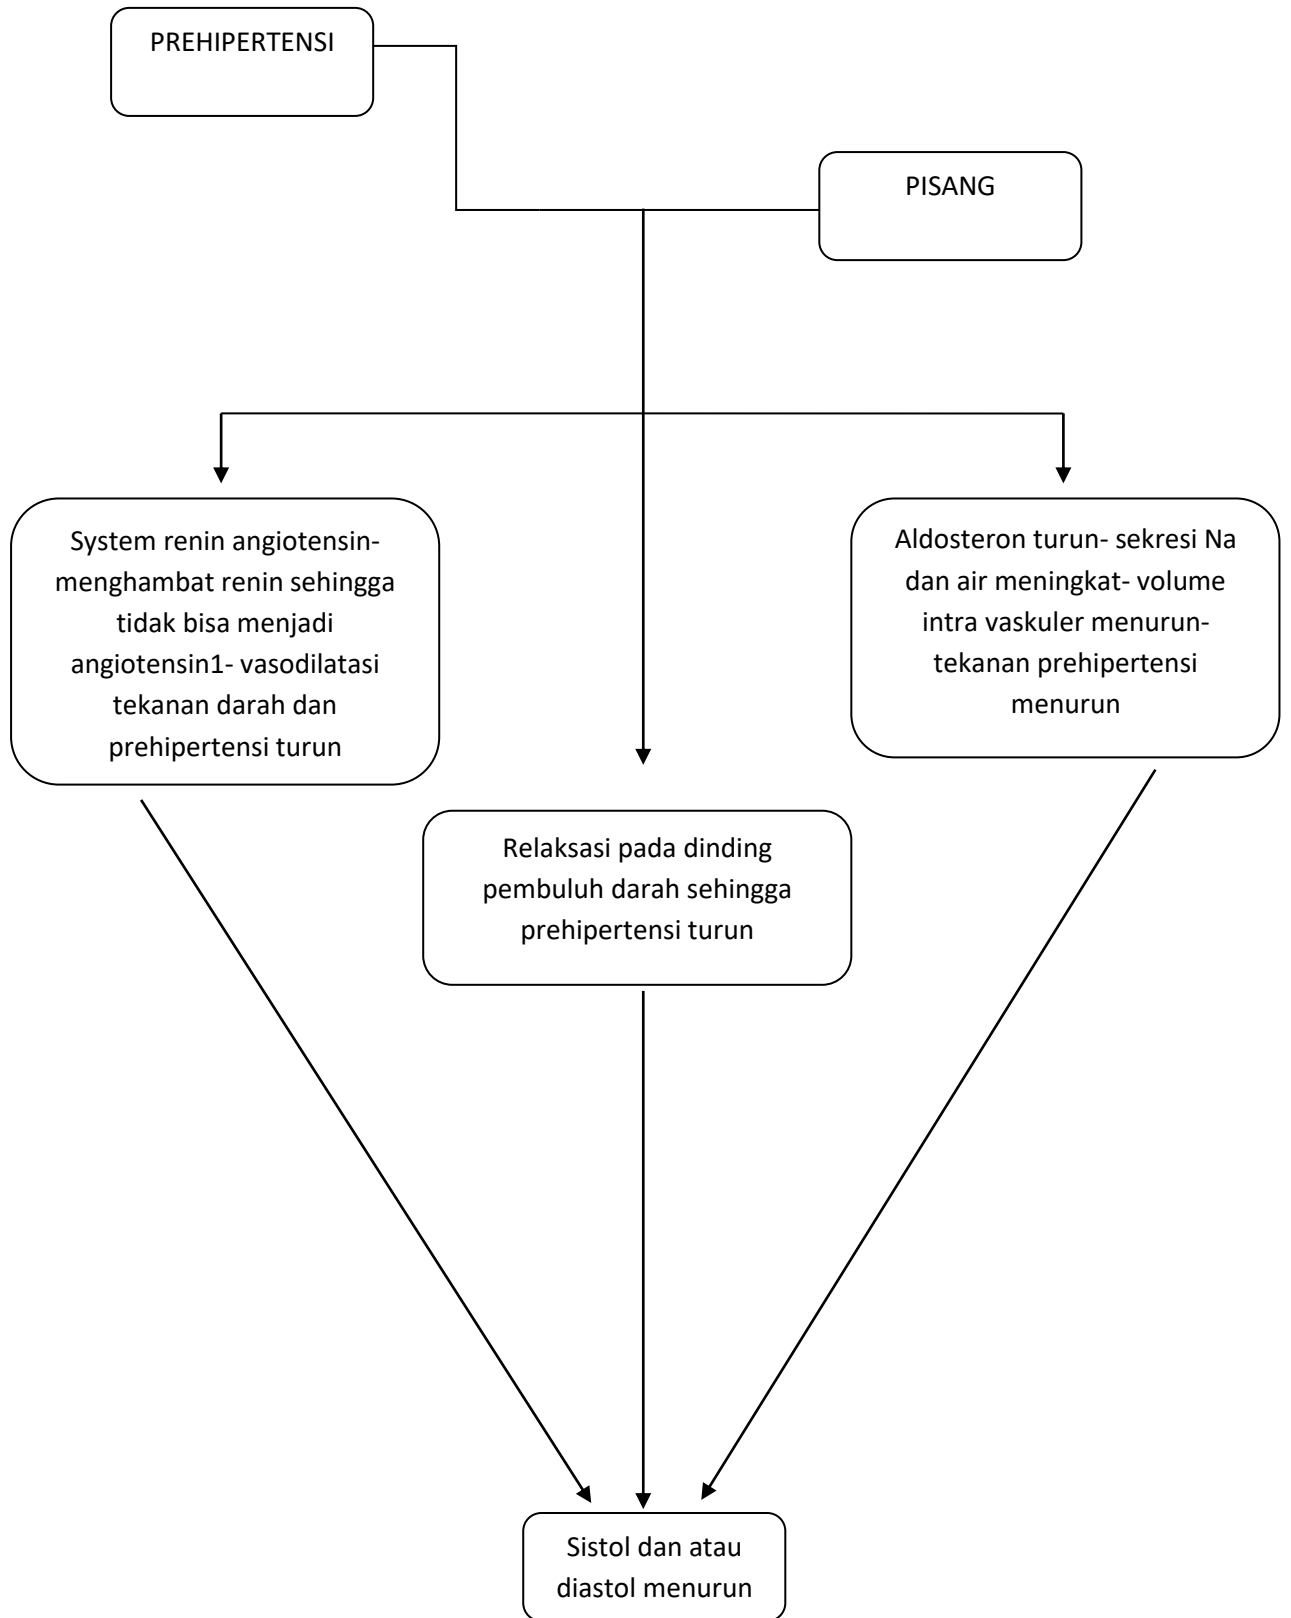 PREHIPERTENSI
PISANG
System renin angiotensin-
menghambat renin sehingga
tidak bisa menjadi
angiotensin1- vasodilatasi
tekanan darah dan
prehipertensi turun
Aldosteron turun- sekresi Na
dan air meningkat- volume
intra vaskuler menurun-
tekanan prehipertensi
menurun
Relaksasi pada dinding
pembuluh darah sehingga
prehipertensi turun
Sistol dan atau
diastol menurun